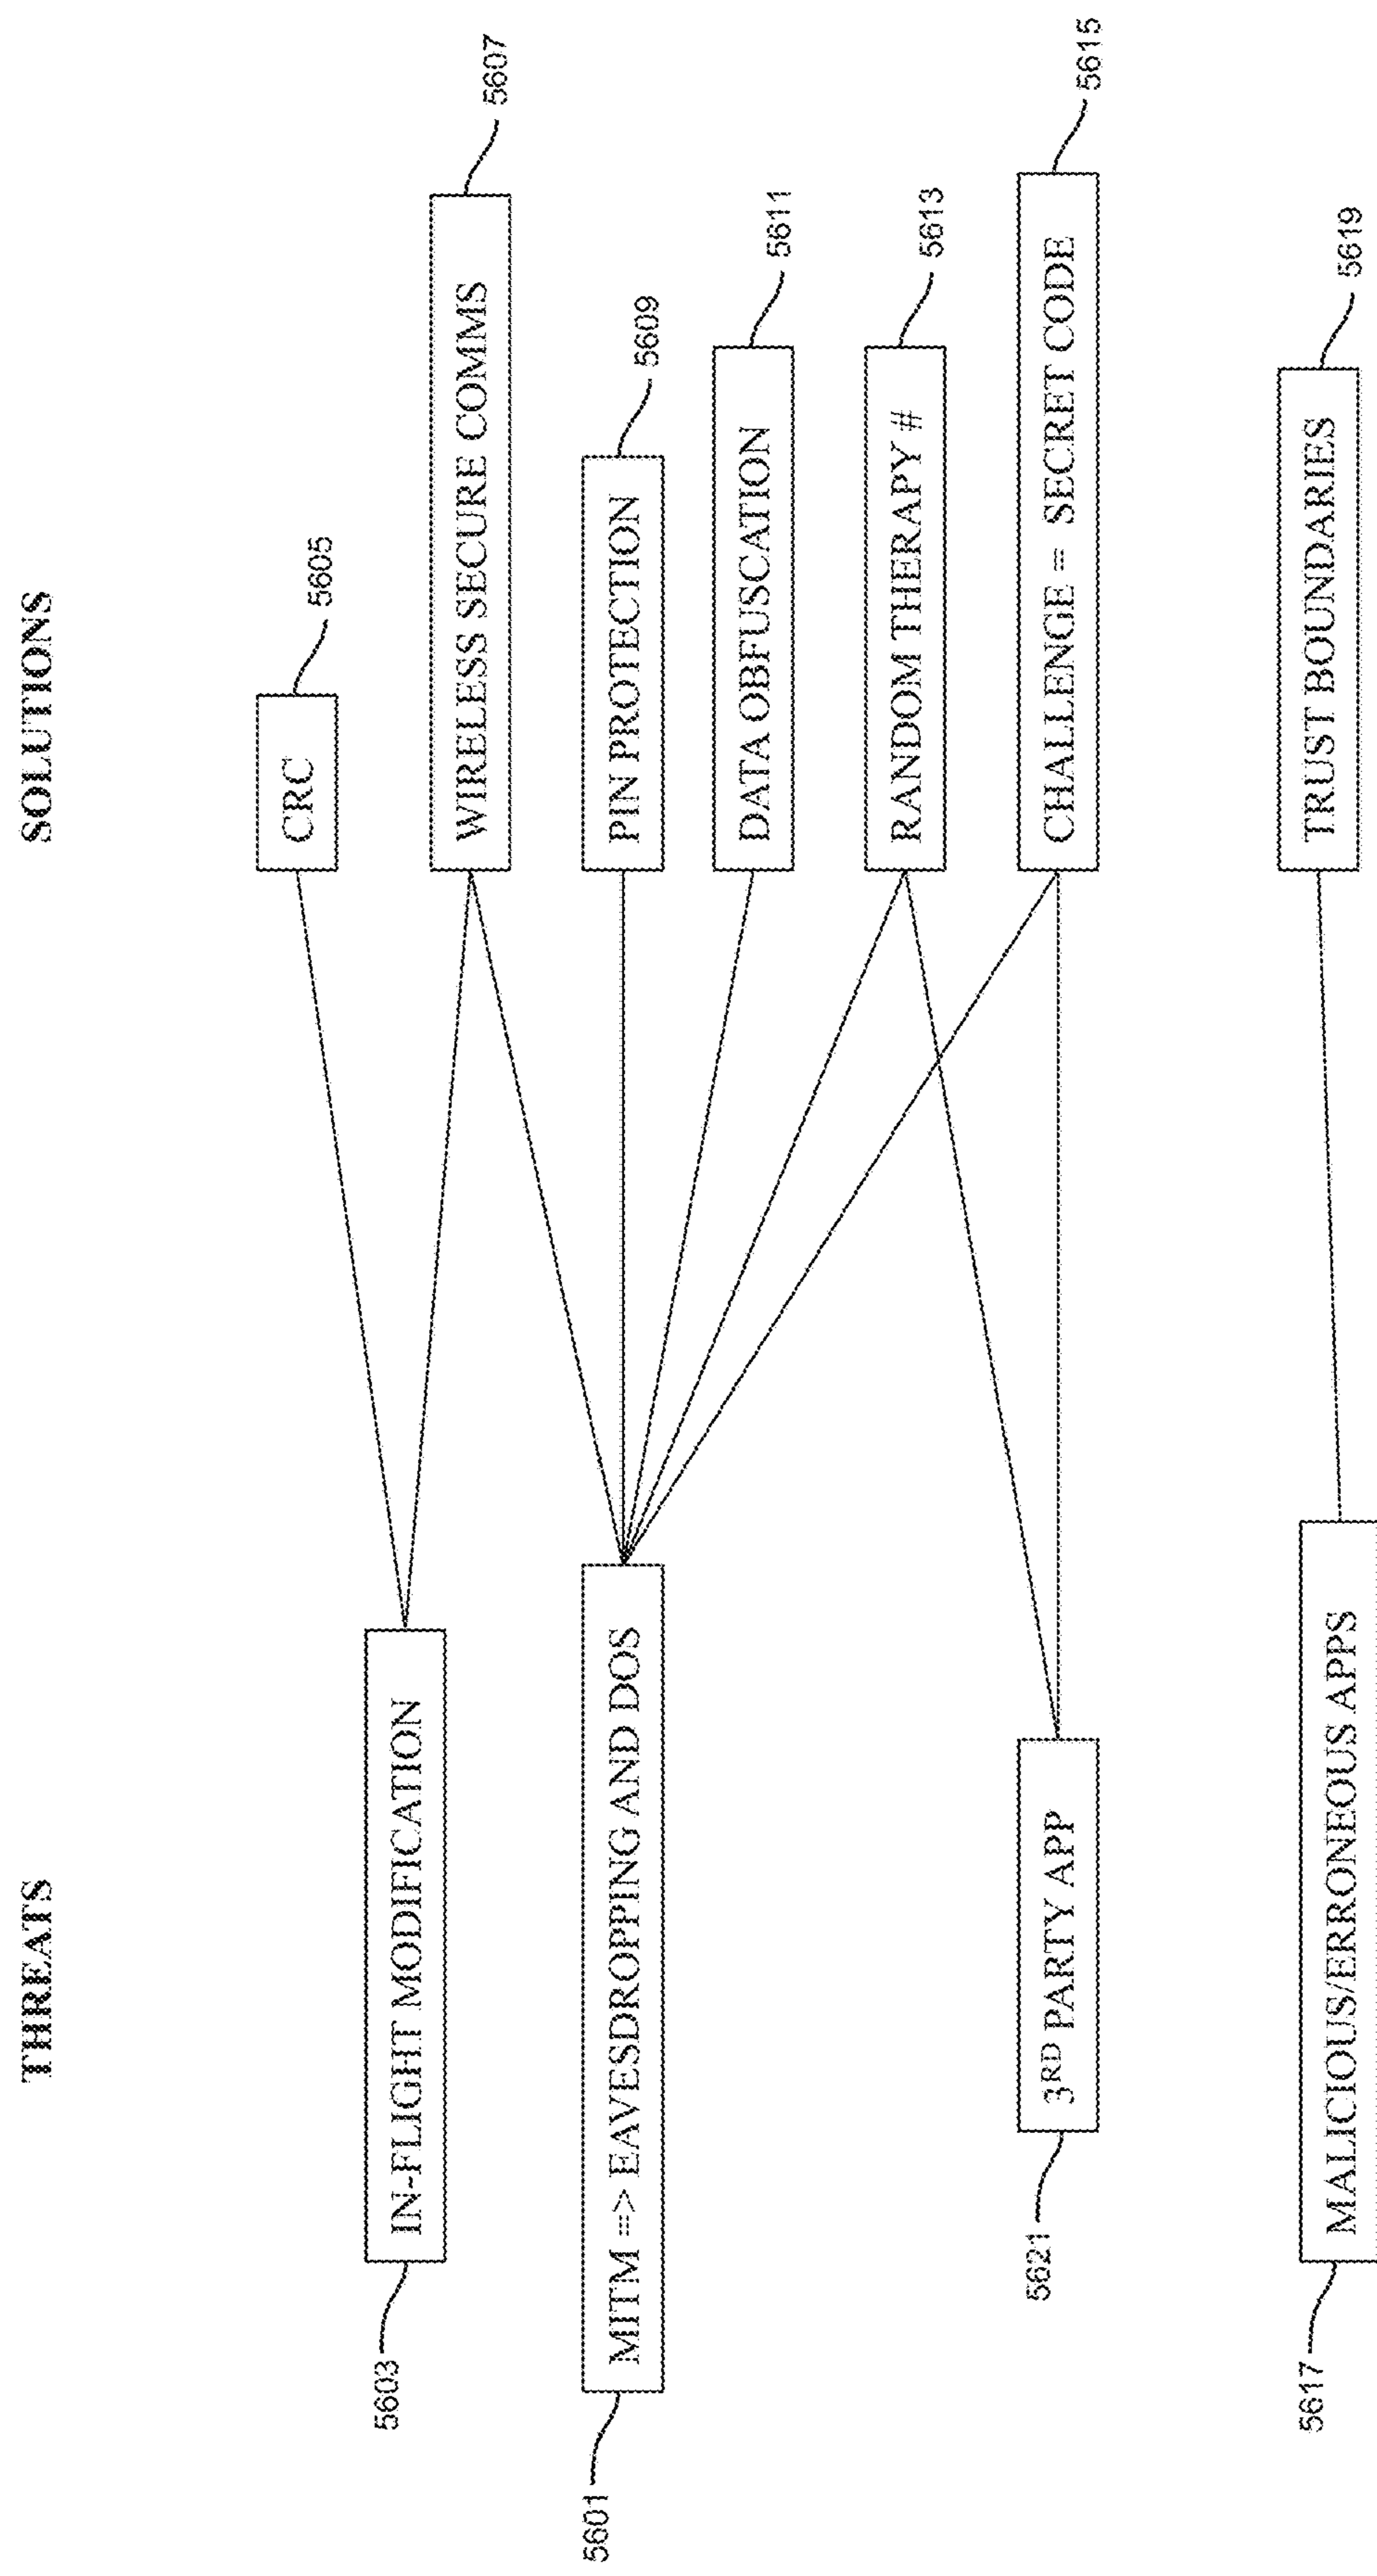 THREATS
SOLUTIONS
CRC
5605
5603
IN-FLIGHT MODIFICATION
WIRELESS SECURE COMMS
5607
5601
MITM => EAVESDROPPING AND DOS
PIN PROTECTION
5609
DATA OBFUSCATION
5611
RANDOM THERAPY #
5613
5621
3RD PARTY APP
CHALLENGE = SECRET CODE
5615
5617
MALICIOUS/ERRONEOUS APPS
TRUST BOUNDARIES
5619